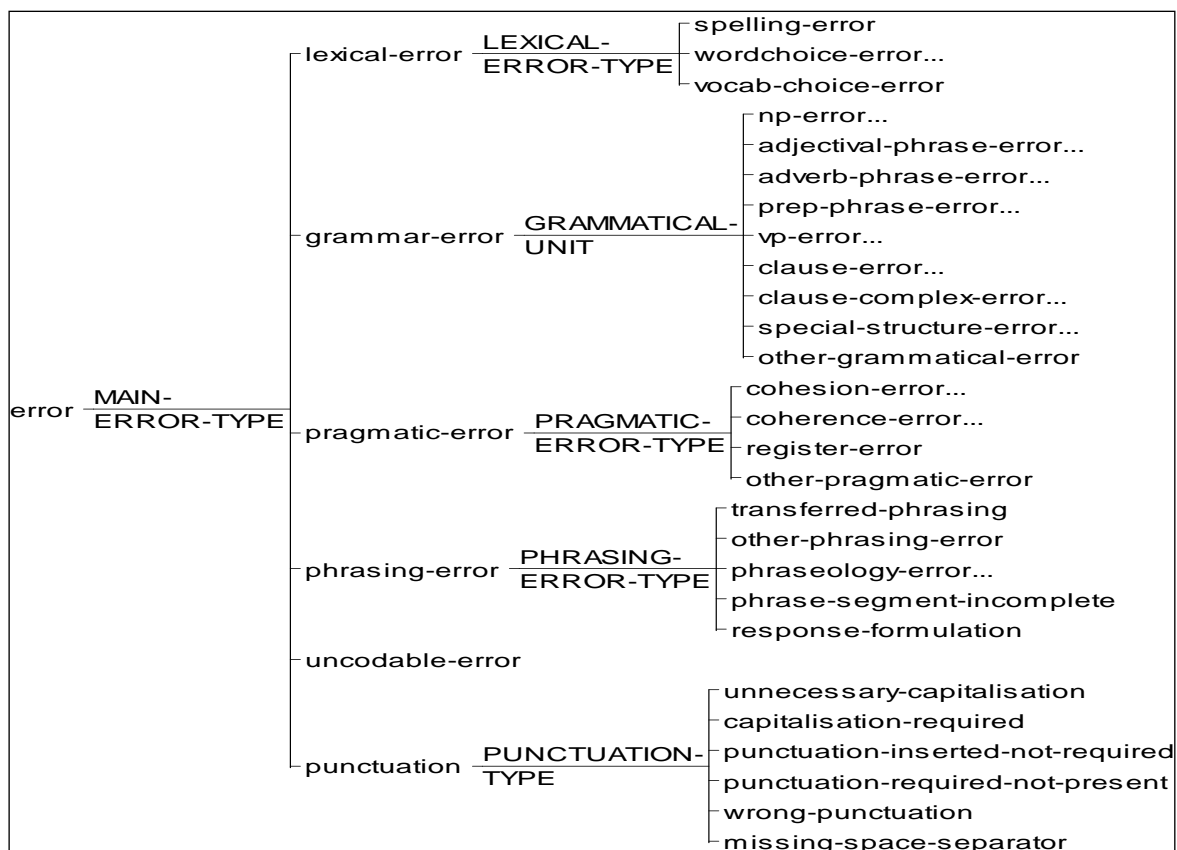 spelling-error
lexical-error LEXICAL- wordchoice-error...
ERROR-TYPE
vocab-choice-error
np-error...
adjectival-phrase-error...
adverb-phrase-error...
prep-phrase-error...
grammar-error GRAMMATICAL- vp-error...
UNIT
clause-error...
clause-complex-error...
special-structure-error...
other-grammatical-error
error MAIN-
ERROR-TYPE
cohesion-error...
pragmatic-error PRAGMATIC- coherence-error...
ERROR-TYPE register-error
other-pragmatic-error
transferred-phrasing
other-phrasing-error
phrasing-error PHRASING- phraseology-error...
ERROR-TYPE
phrase-segment-incomplete
response-formulation
uncodable-error
unnecessary-capitalisation
capitalisation-required
punctuation PUNCTUATION- punctuation-inserted-not-required
TYPE punctuation-required-not-present
wrong-punctuation
missing-space-separator